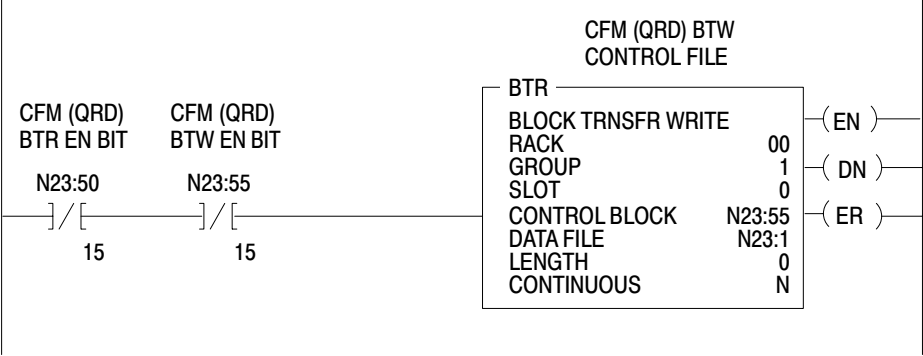 CFM (QRD) BTW
CONTROL FILE
CFM (QRD)
BTR EN BIT
N23:50
15
CFM (QRD)
BTW EN BIT
N23:55
15
BTR
BLOCK TRNSFR WRITE
RACK 00
GROUP 1
SLOT 0
CONTROL BLOCK N23:55
DATA FILE N23:1
LENGTH 0
CONTINUOUS N
EN
DN
ER